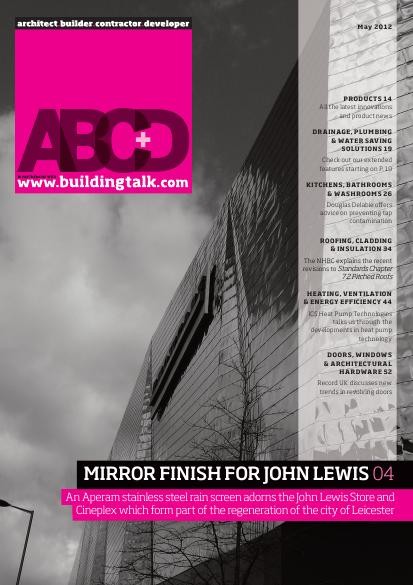 architect builder contractor developer
May 2012
ABC+D
www.buildingtalk.com
PRODUCTS 14
All the latest innovations
and product news
DRAINAGE, PLUMBING
& WATER SAVING
SOLUTIONS 19
Check out our extended
features starting on P.19
KITCHENS, BATHROOMS
& WASHROOMS 26
Douglas Delabie offers
advice on preventing tap
contamination
ROOFING, CLADDING
& INSULATION 34
The NHBC explains the recent
revisions to Standards Chapter
7.2 Pitched Roofs
HEATING, VENTILATION
& ENERGY EFFICIENCY 44
ICS Heat Pump Technologies
talks us through the
developments in heat pump
technology
DOORS, WINDOWS
& ARCHITECTURAL
HARDWARE 52
Record UK discusses new
trends in revolving doors
MIRROR FINISH FOR JOHN LEWIS 04
An Aperam stainless steel rain screen adorns the John Lewis Store and
Cineplex which form part of the regeneration of the city of Leicester